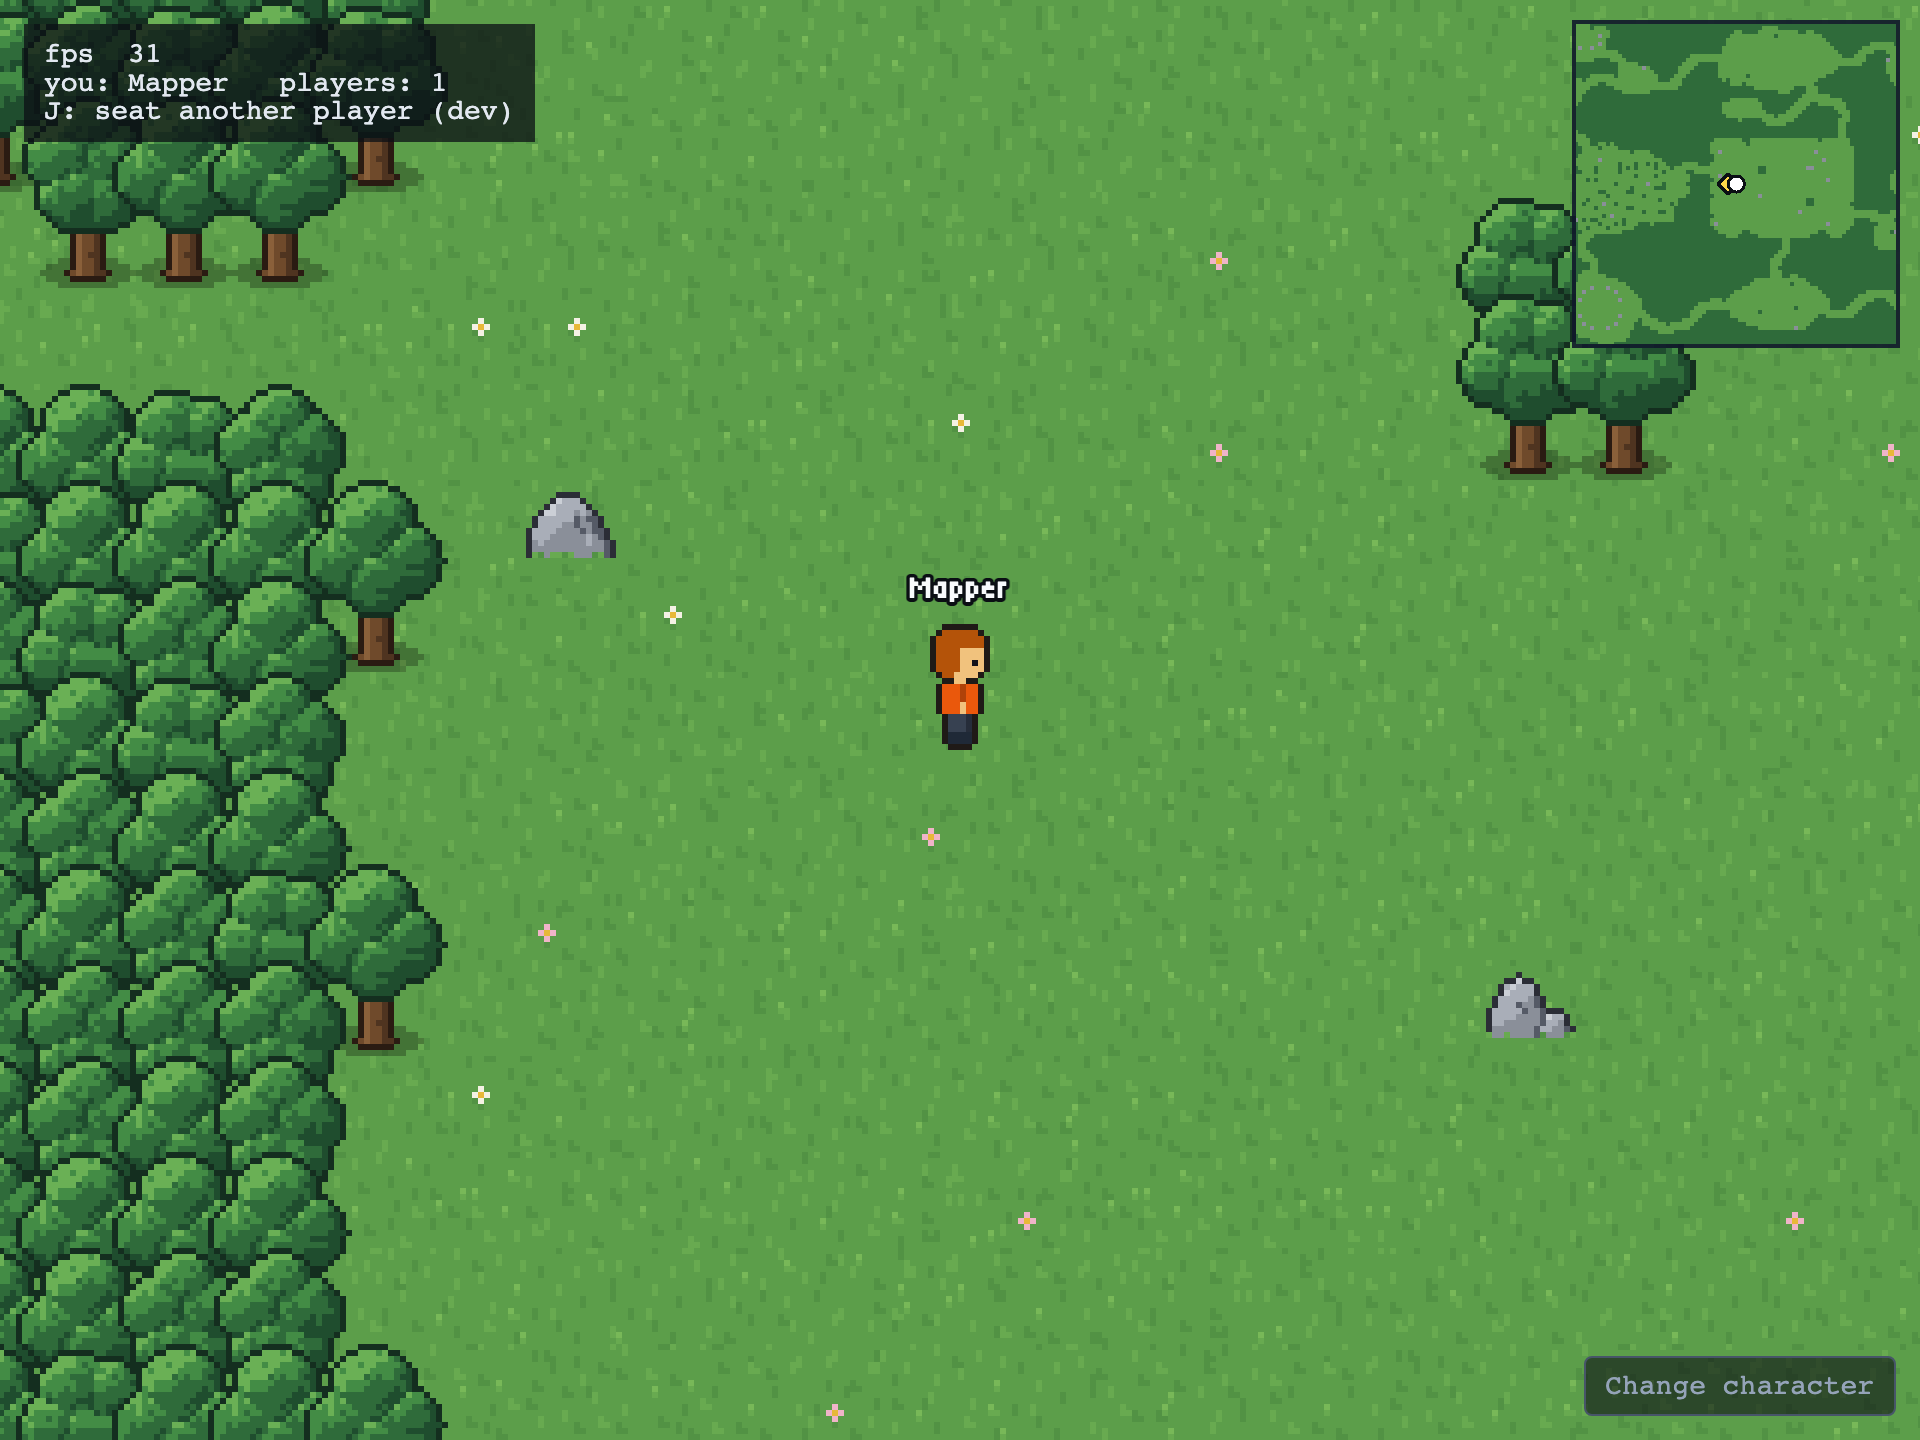 fps 31
you: Mapper players: 1
J: seat another player (dev)
Mapper
Change character